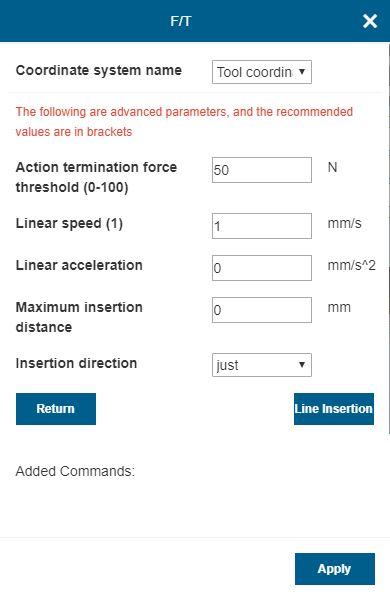 F/T
Coordinate system name
Tool coordin
The following are advanced parameters, and the recommended
values are in brackets
Action termination force
threshold (0-100)
50
N
Linear speed (1)
1
mm/s
Linear acceleration
0
mm/s^2
Maximum insertion
distance
0
mm
Insertion direction
just
Return
Line Insertion
Added Commands:
Apply